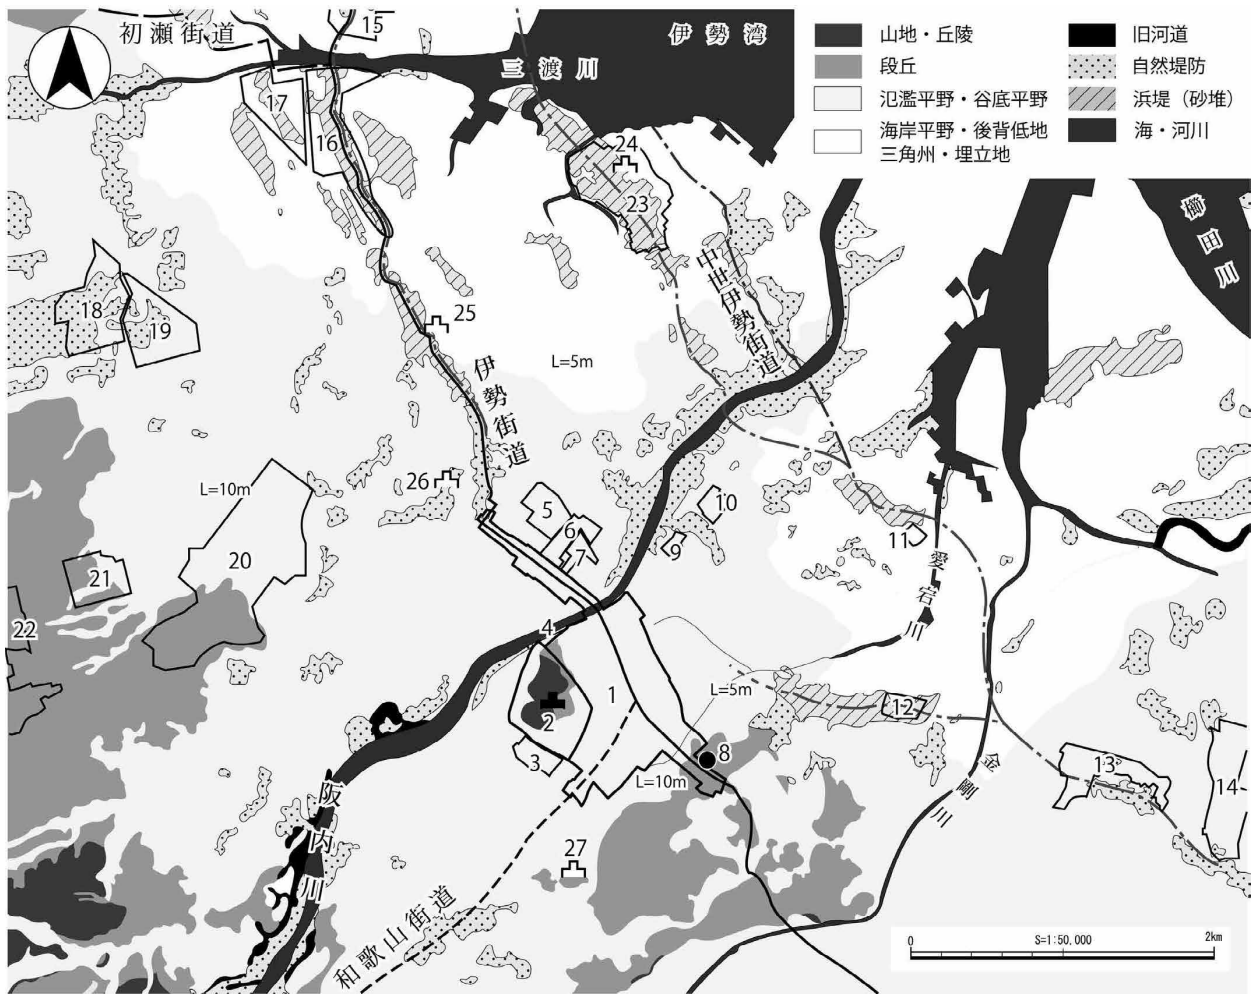 初瀬街道
15
伊勢湾
三渡川
山地・丘陵
段丘
氾濫平野・谷底平野
海岸平野・後背低地
三角州・埋立地
旧河道
自然堤防
浜堤（砂堆）
海・河川
17
16
24
23
櫛田川
中世伊勢街道
18
19
25
伊勢街道
L=5m
26
L=10m
5
6
7
10
9
11
愛宕川
20
21
22
4
1
2
3
L=5m
8
L=10m
12
金剛川
13
14
阪内川
27
和歌山街道
0
S=1:50,000
2km